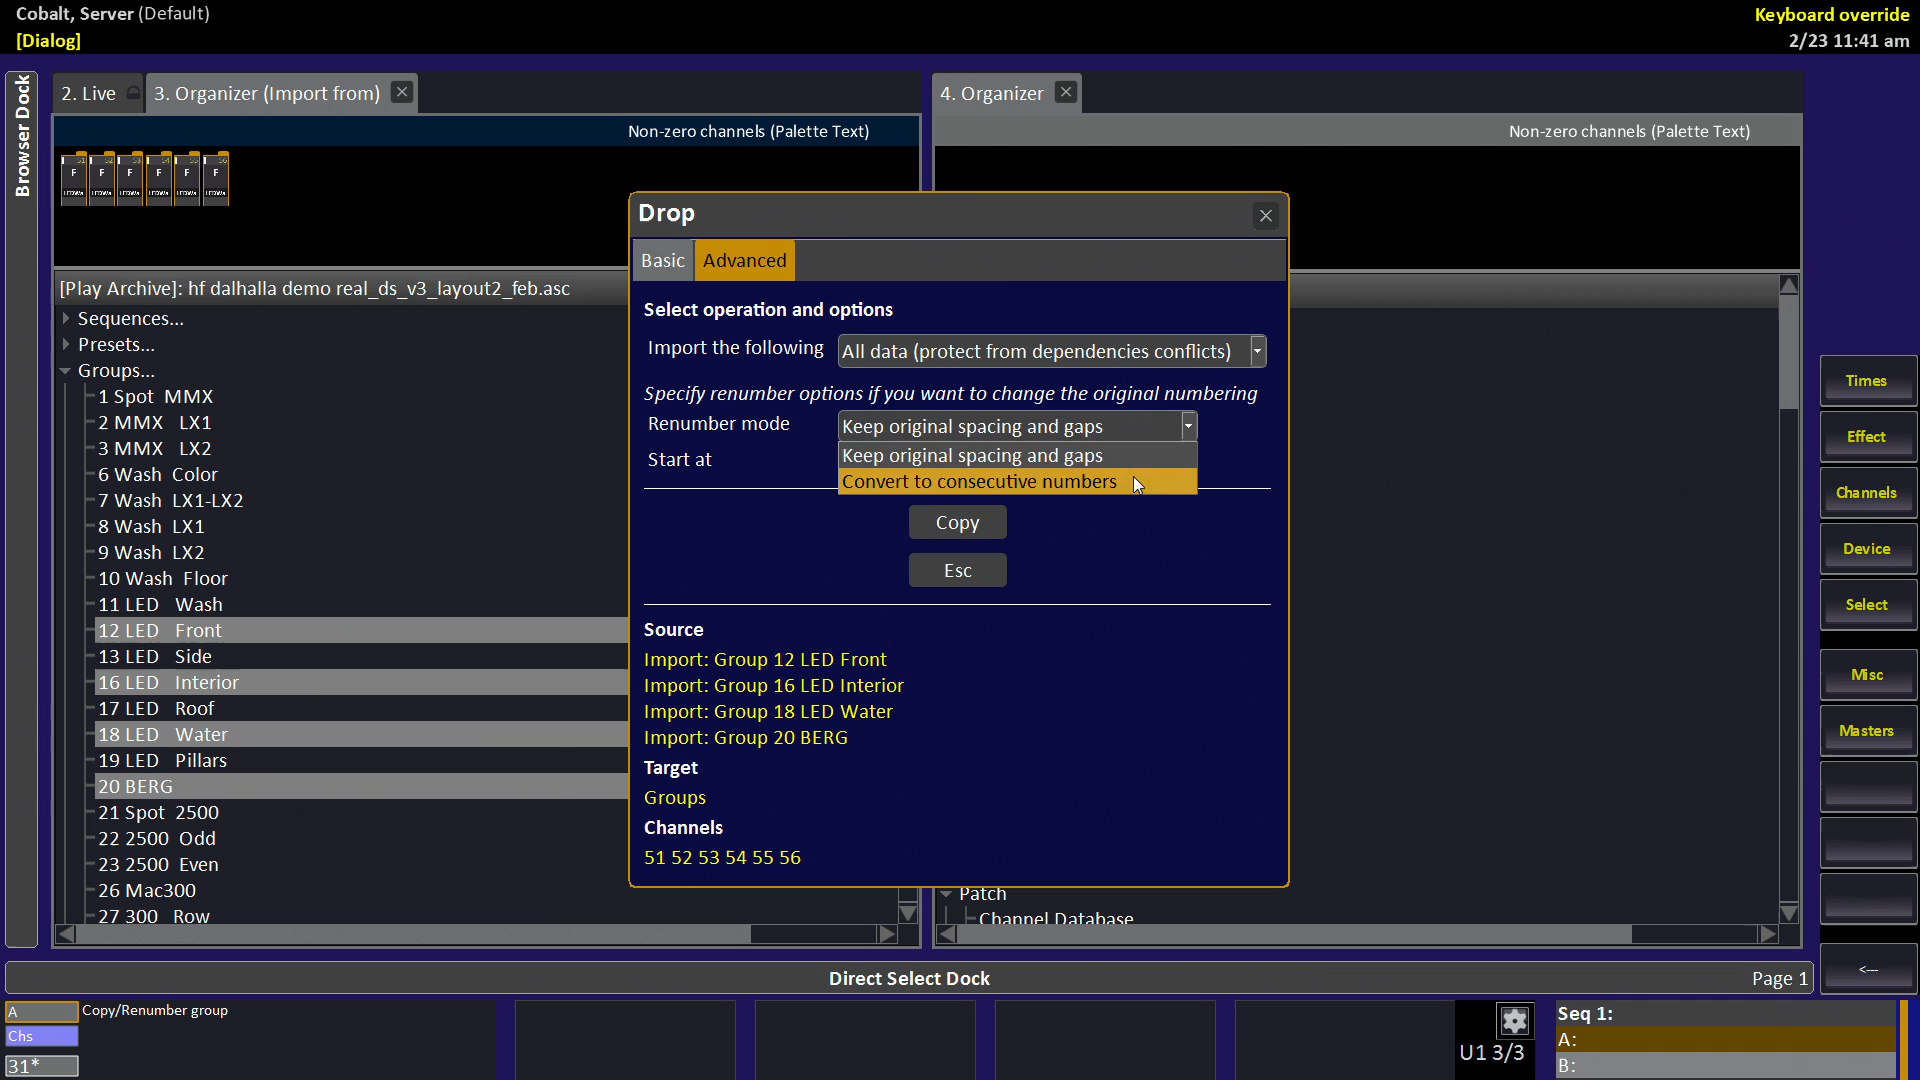 Cobalt, Server (Default)
[Dialog]
Keyboard override
2/23 11:41 am
Browser Dock
2. Live
3. Organizer (Import from)
4. Organizer
Non-zero channels (Palette Text)
Non-zero channels (Palette Text)
51 52 53 54 55 56
F F F F F F
[Play Archive]: hf dalhalla demo real_ds_v3_layout2_feb.asc
Sequences...
Presets...
Groups...
1 Spot MMX
2 MMX LX1
3 MMX LX2
6 Wash Color
7 Wash LX1-LX2
8 Wash LX1
9 Wash LX2
10 Wash Floor
11 LED Wash
12 LED Front
13 LED Side
16 LED Interior
17 LED Roof
18 LED Water
19 LED Pillars
20 BERG
21 Spot 2500
22 2500 Odd
23 2500 Even
26 Mac300
27 300 Row
Drop
Basic
Advanced
Select operation and options
Import the following
All data (protect from dependencies conflicts)
Specify renumber options if you want to change the original numbering
Renumber mode
Keep original spacing and gaps
Keep original spacing and gaps
Convert to consecutive numbers
Start at
Copy
Esc
Source
Import: Group 12 LED Front
Import: Group 16 LED Interior
Import: Group 18 LED Water
Import: Group 20 BERG
Target
Groups
Channels
51 52 53 54 55 56
Patch
Channel Database
Times
Effect
Channels
Device
Select
Misc
Masters
<---
Direct Select Dock
Page 1
A
Copy/Renumber group
Chs
31*
U1 3/3
Seq 1:
A:
B: